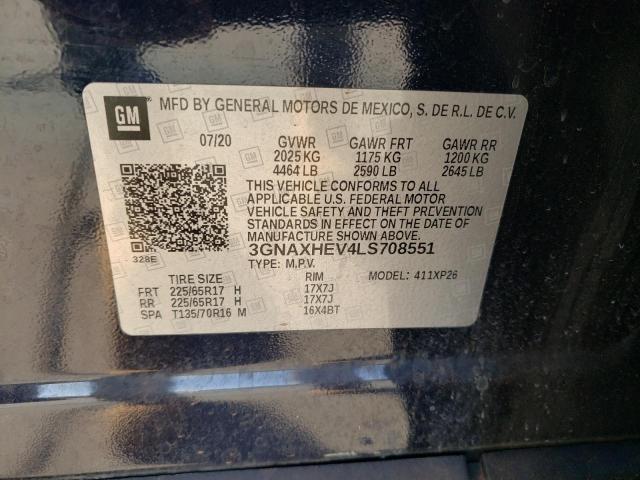 GM
MFD BY GENERAL MOTORS DE MEXICO, S. DE R.L. DE C.V.
07/20 GVWR GAWR FRT GAWR RR
2025 KG 1175 KG 1200 KG
4464 LB 2590 LB 2645 LB
THIS VEHICLE CONFORMS TO ALL
APPLICABLE U.S. FEDERAL MOTOR
VEHICLE SAFETY AND THEFT PREVENTION
STANDARDS IN EFFECT ON THE DATE OF
MANUFACTURE SHOWN ABOVE.
3GNAXHEV4LS708551
328E
TYPE: M.P.V. MODEL: 411XP26
TIRE SIZE RIM
FRT 225/65R17 H 17X7J
RR 225/65R17 H 17X7J
SPA T135/70R16 M 16X4BT